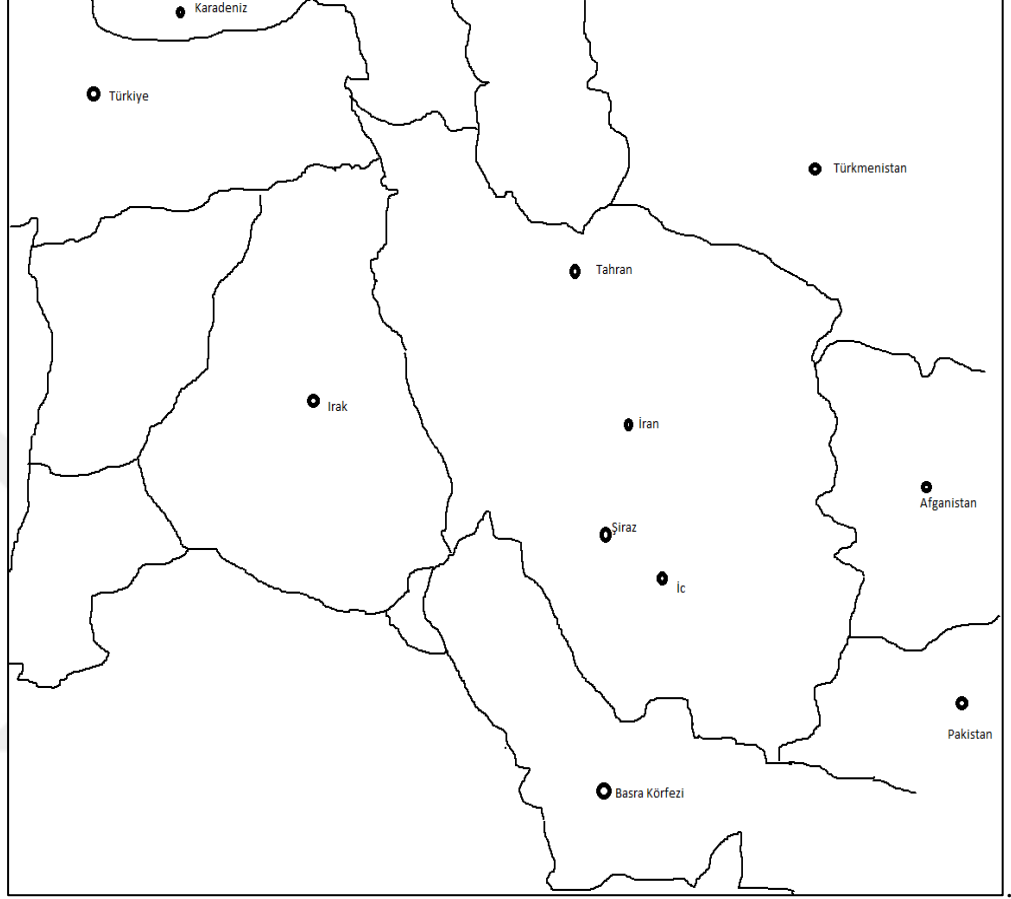 Karadeniz
Türkiye
Türkmenistan
Tahran
Irak
İran
Afganistan
Şiraz
İc
Pakistan
Basra Körfezi